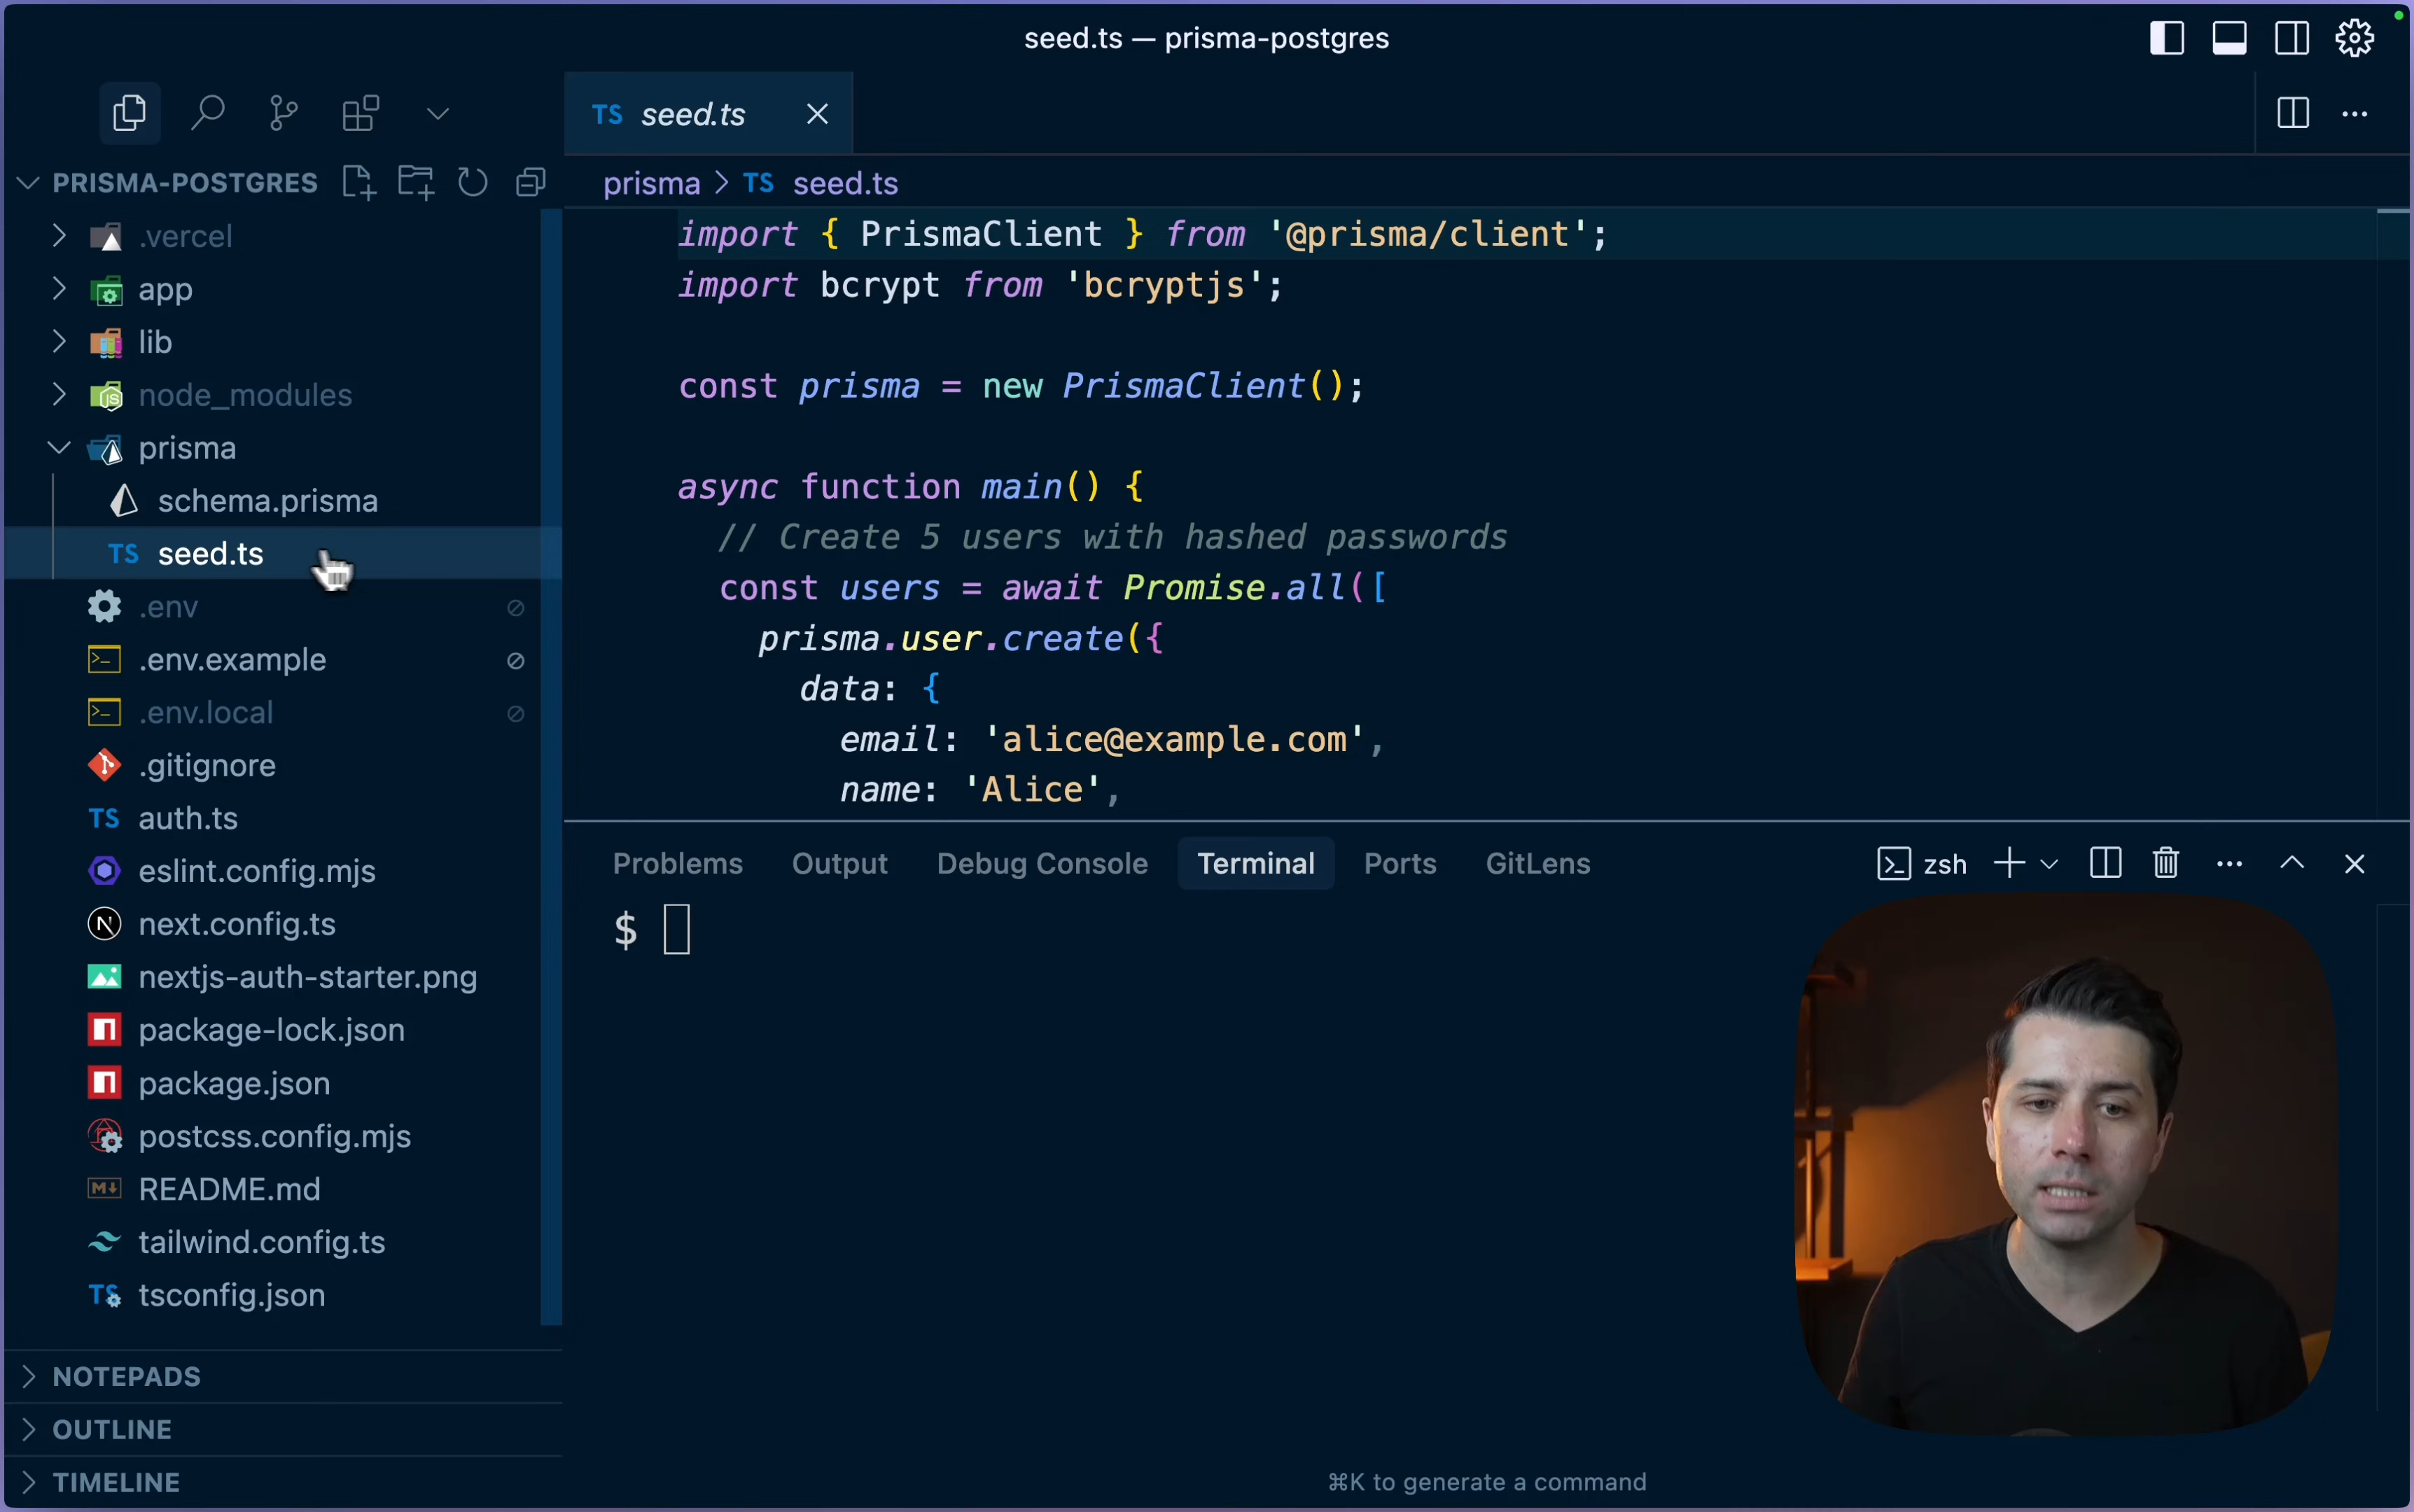 seed.ts — prisma-postgres
TS seed.ts
PRISMA-POSTGRES
prisma > TS seed.ts
.vercel
app
lib
node_modules
prisma
schema.prisma
TS seed.ts
.env
.env.example
.env.local
.gitignore
TS auth.ts
eslint.config.mjs
next.config.ts
nextjs-auth-starter.png
package-lock.json
package.json
postcss.config.mjs
README.md
tailwind.config.ts
TS tsconfig.json
NOTEPADS
OUTLINE
TIMELINE
import { PrismaClient } from '@prisma/client';
import bcrypt from 'bcryptjs';
const prisma = new PrismaClient();
async function main() {
// Create 5 users with hashed passwords
const users = await Promise.all([
prisma.user.create({
data: {
email: 'alice@example.com',
name: 'Alice',
Problems Output Debug Console Terminal Ports GitLens zsh
$
⌘K to generate a command